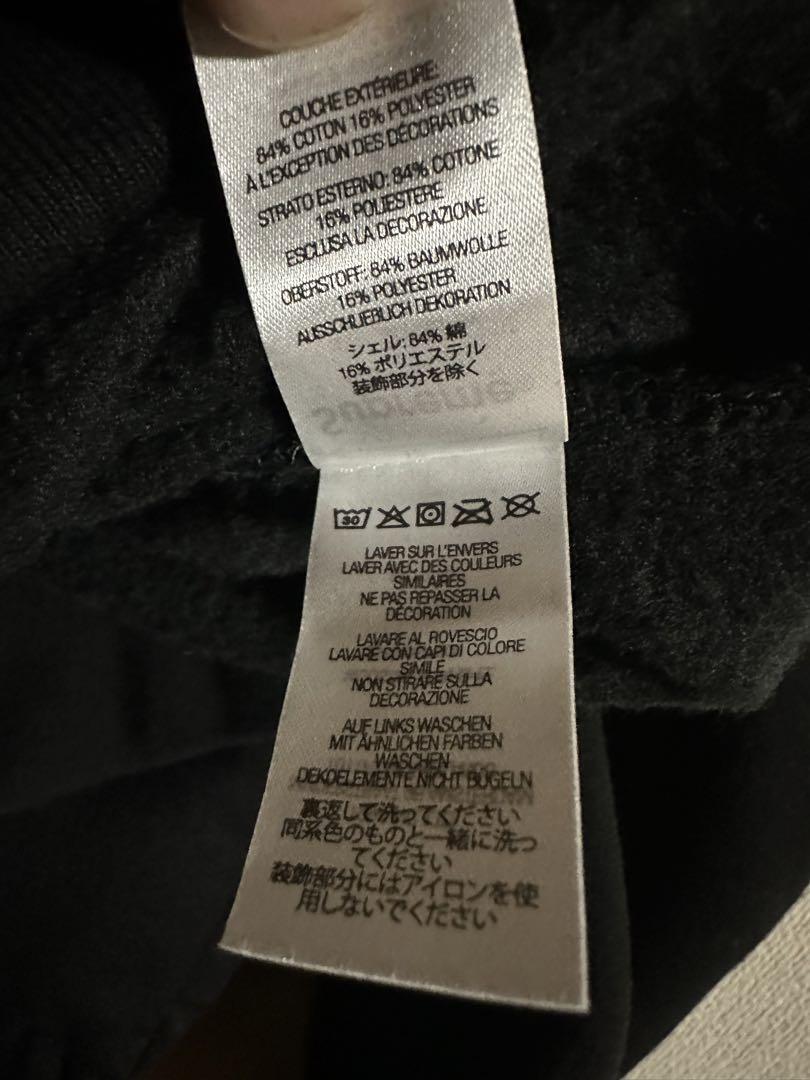 COUCHE EXTÉRIEURE:
84% COTON 16% POLYESTER
À L'EXCEPTION DES DÉCORATIONS
STRATO ESTERNO: 84% COTONE
16% POLIESTERE
ESCLUSA LA DECORAZIONE
OBERSTOFF: 84% BAUMWOLLE
16% POLYESTER
AUSSCHLIEBLICH DEKORATION
シェル: 84% 綿
16% ポリエステル
装飾部分を除く
30
LAVER SUR L'ENVERS
LAVER AVEC DES COULEURS
SIMILAIRES
NE PAS REPASSER LA
DÉCORATION
LAVARE AL ROVESCIO
LAVARE CON CAPI DI COLORE
SIMILE
NON STIRARE SULLA
DECORAZIONE
AUF LINKS WASCHEN
MIT ÄHNLICHEN FARBEN
WASCHEN
DEKOELEMENTE NICHT BÜGELN
裏返して洗ってください
同系色のものと一緒に洗っ
てください
装飾部分にはアイロンを使
用しないでください